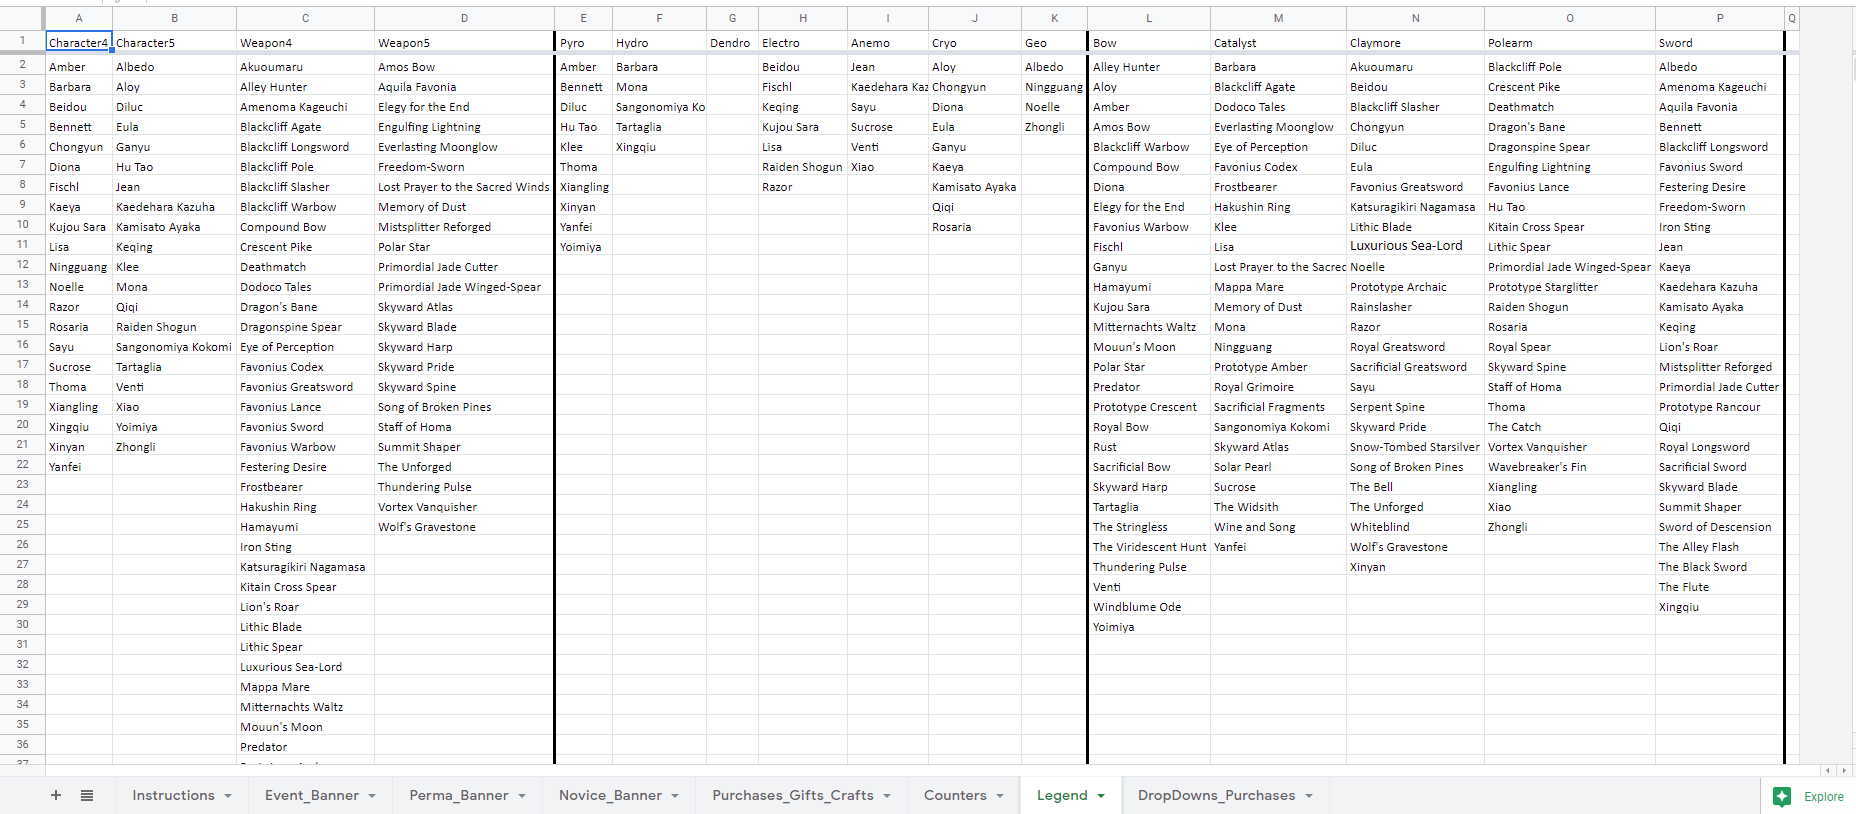 A B C D E F G H I J K L M N O P Q
1 Character4 Character5 Weapon4 Weapon5 Pyro Hydro Dendro Electro Anemo Cryo Geo Bow Catalyst Claymore Polearm Sword
2 Amber Albedo Akuoumaru Amos Bow Amber Barbara Beidou Jean Aloy Albedo Alley Hunter Barbara Akuoumaru Blackcliff Pole Albedo
3 Barbara Aloy Alley Hunter Aquila Favonia Bennett Mona Fischl Kaedehara Kaz Chongyun Ningguang Aloy Blackcliff Agate Beidou Crescent Pike Amenoma Kageuchi
4 Beidou Diluc Amenoma Kageuchi Elegy for the End Diluc Sangonomiya Ko Keqing Sayu Diona Noelle Amber Dodoco Tales Blackcliff Slasher Deathmatch Aquila Favonia
5 Bennett Eula Blackcliff Agate Engulfing Lightning Hu Tao Tartaglia Kujou Sara Sucrose Eula Zhongli Amos Bow Everlasting Moonglow Chongyun Dragon's Bane Bennett
6 Chongyun Ganyu Blackcliff Longsword Everlasting Moonglow Klee Xingqiu Lisa Venti Ganyu Blackcliff Warbow Eye of Perception Diluc Dragonspine Spear Blackcliff Longsword
7 Diona Hu Tao Blackcliff Pole Freedom-Sworn Thoma Raiden Shogun Xiao Kaeya Compound Bow Favonius Codex Eula Engulfing Lightning Favonius Sword
8 Fischl Jean Blackcliff Slasher Lost Prayer to the Sacred Winds Xiangling Razor Kamisato Ayaka Diona Frostbearer Favonius Greatsword Favonius Lance Festering Desire
9 Kaeya Kaedehara Kazuha Blackcliff Warbow Memory of Dust Xinyan Qiqi Elegy for the End Hakushin Ring Katsuragikiri Nagamasa Hu Tao Freedom-Sworn
10 Kujou Sara Kamisato Ayaka Compound Bow Mistsplitter Reforged Yanfei Rosaria Favonius Warbow Klee Lithic Blade Kitain Cross Spear Iron Sting
11 Lisa Keqing Crescent Pike Polar Star Yoimiya Fischl Lisa Luxurious Sea-Lord Lithic Spear Jean
12 Ningguang Klee Deathmatch Primordial Jade Cutter Ganyu Lost Prayer to the Sacred Noelle Primordial Jade Winged-Spear Kaeya
13 Noelle Mona Dodoco Tales Primordial Jade Winged-Spear Hamayumi Mappa Mare Prototype Archaic Prototype Starglitter Kaedehara Kazuha
14 Razor Qiqi Dragon's Bane Skyward Atlas Kujou Sara Memory of Dust Rainslasher Raiden Shogun Kamisato Ayaka
15 Rosaria Raiden Shogun Dragonspine Spear Skyward Blade Mitternachts Waltz Mona Razor Rosaria Keqing
16 Sayu Sangonomiya Kokomi Eye of Perception Skyward Harp Mouun's Moon Ningguang Royal Greatsword Royal Spear Lion's Roar
17 Sucrose Tartaglia Favonius Codex Skyward Pride Polar Star Prototype Amber Sacrificial Greatsword Skyward Spine Mistsplitter Reforged
18 Thoma Venti Favonius Greatsword Skyward Spine Predator Royal Grimoire Sayu Staff of Homa Primordial Jade Cutter
19 Xiangling Xiao Favonius Lance Song of Broken Pines Prototype Crescent Sacrificial Fragments Serpent Spine Thoma Prototype Rancour
20 Xingqiu Yoimiya Favonius Sword Staff of Homa Royal Bow Sangonomiya Kokomi Skyward Pride The Catch Qiqi
21 Xinyan Zhongli Favonius Warbow Summit Shaper Rust Skyward Atlas Snow-Tombed Starsilver Vortex Vanquisher Royal Longsword
22 Yanfei Festering Desire The Unforged Sacrificial Bow Solar Pearl Song of Broken Pines Wavebreaker's Fin Sacrificial Sword
23 Frostbearer Thundering Pulse Skyward Harp Sucrose The Bell Xiangling Skyward Blade
24 Hakushin Ring Vortex Vanquisher Tartaglia The Widsith The Unforged Xiao Summit Shaper
25 Hamayumi Wolf's Gravestone The Stringless Wine and Song Whiteblind Zhongli Sword of Descension
26 Iron Sting The Viridescent Hunt Yanfei Wolf's Gravestone The Alley Flash
27 Katsuragikiri Nagamasa Thundering Pulse Xinyan The Black Sword
28 Kitain Cross Spear Venti The Flute
29 Lion's Roar Windblume Ode Xingqiu
30 Lithic Blade Yoimiya
31 Lithic Spear
32 Luxurious Sea-Lord
33 Mappa Mare
34 Mitternachts Waltz
35 Mouun's Moon
36 Predator
37
Instructions Event_Banner Perma_Banner Novice_Banner Purchases_Gifts_Crafts Counters Legend DropDowns_Purchases Explore